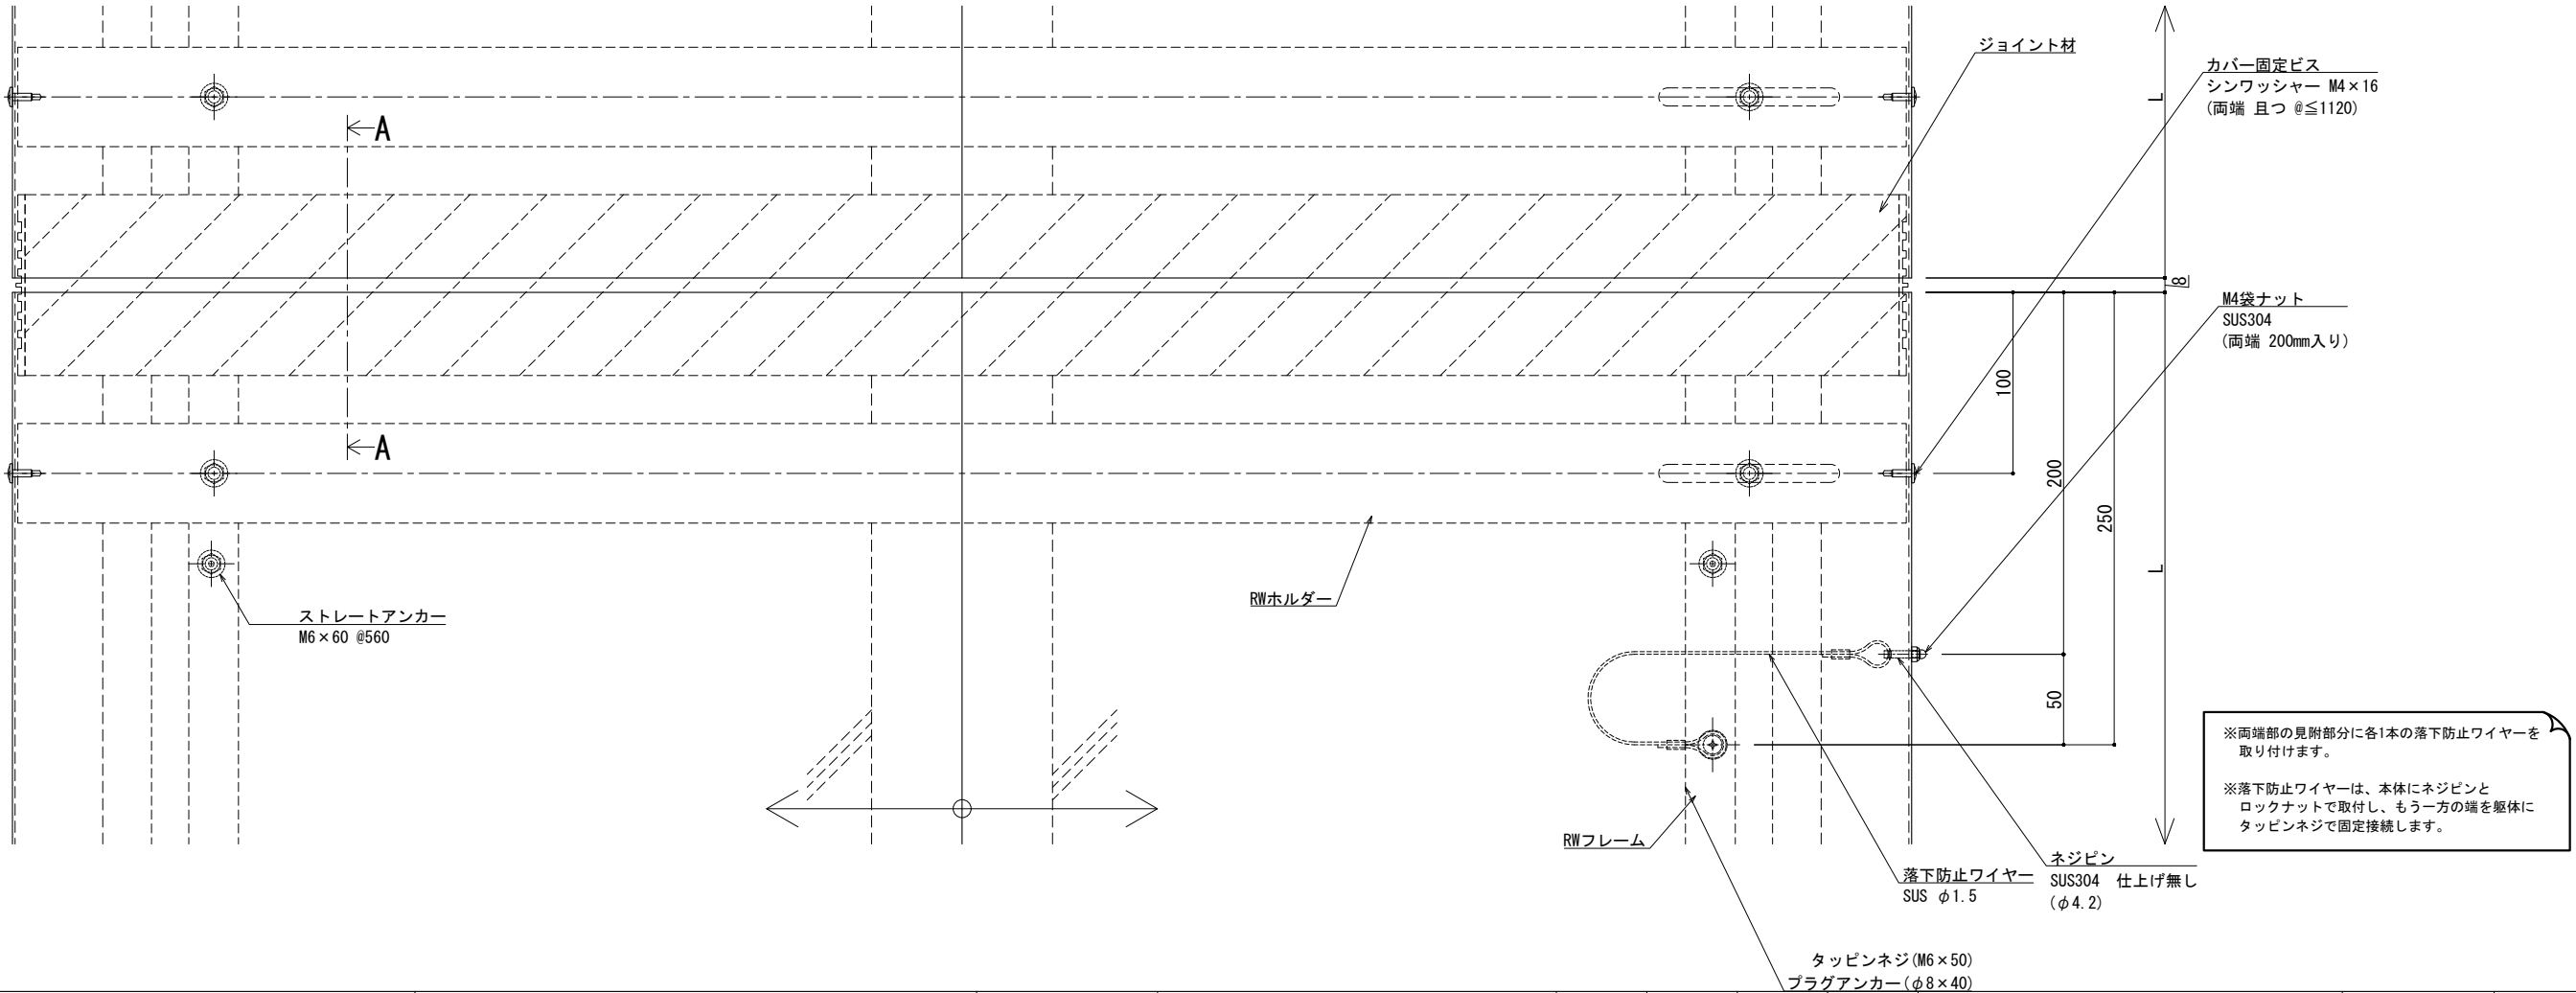 ジョイント材
カバー固定ビス
シンワッシャー M4×16
(両端 且つ @≦1120)
L
A
8
M4袋ナット
SUS304
(両端 200mm入り)
100
A
200
250
L
ストレートアンカー
M6×60 @560
RWホルダー
50
※両端部の見附部分に各1本の落下防止ワイヤーを
取り付けます。
※落下防止ワイヤーは、本体にネジピンと
ロックナットで取付し、もう一方の端を躯体に
タッピンネジで固定接続します。
RWフレーム
落下防止ワイヤー
SUS φ1.5
ネジピン
SUS304 仕上げ無し
(φ4.2)
タッピンネジ(M6×50)
プラグアンカー(φ8×40)